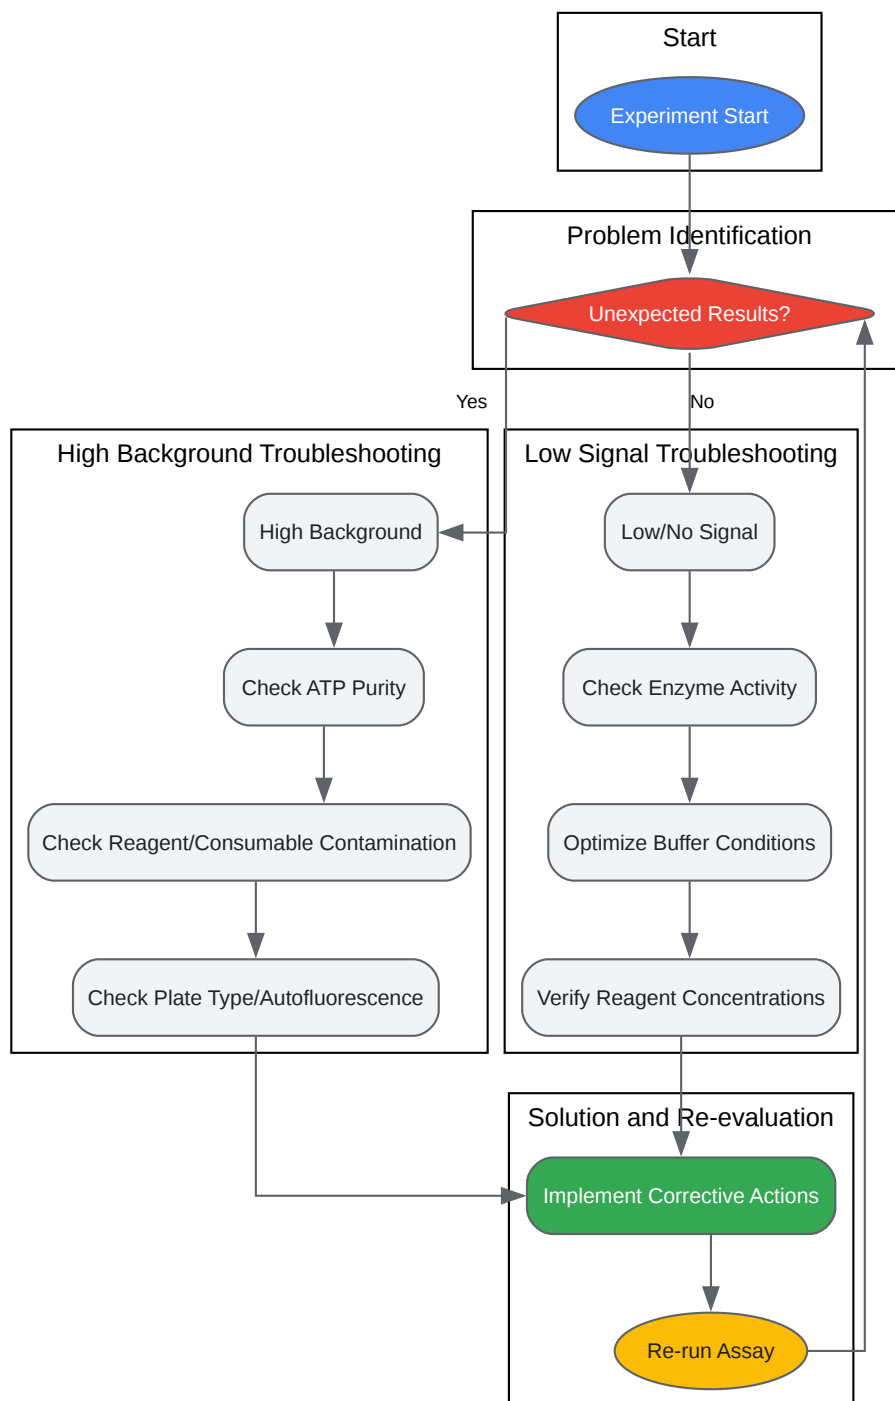 Start
Experiment Start
Problem Identification
Unexpected Results?
Yes
No
High Background Troubleshooting
High Background
Check ATP Purity
Check Reagent/Consumable Contamination
Check Plate Type/Autofluorescence
Low Signal Troubleshooting
Low/No Signal
Check Enzyme Activity
Optimize Buffer Conditions
Verify Reagent Concentrations
Solution and Re-evaluation
Implement Corrective Actions
Re-run Assay